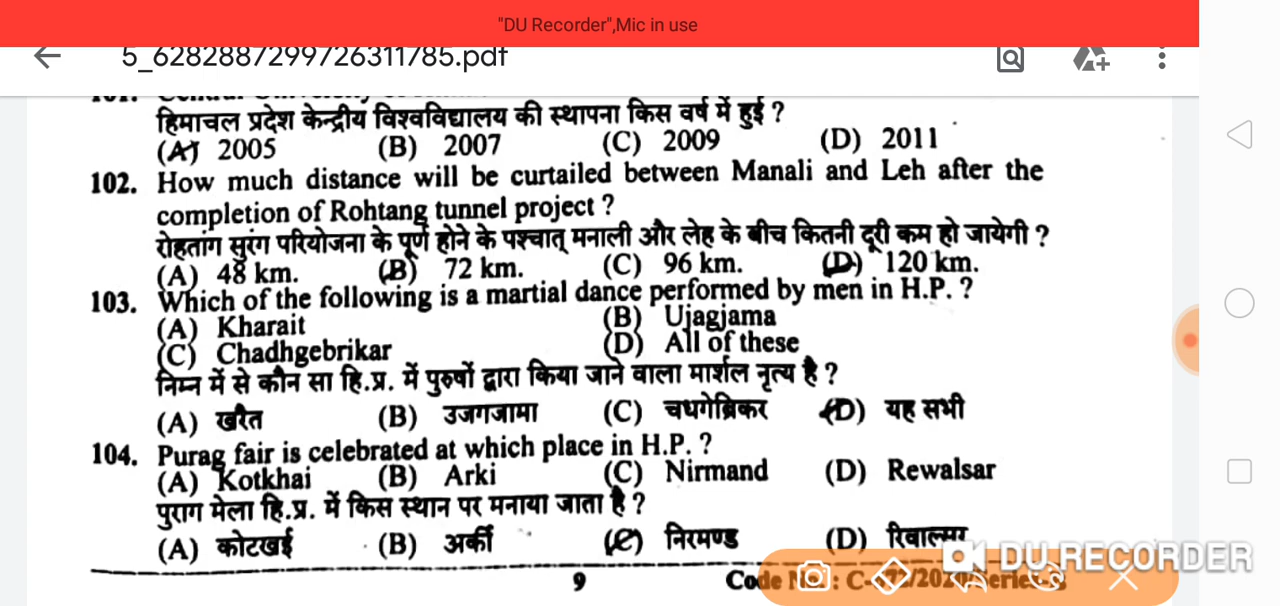 "DU Recorder",Mic in use
5_6282887299726311785.pdf
हिमाचल प्रदेश केन्द्रीय विश्वविद्यालय की स्थापना किस वर्ष में हुई ?
(A) 2005 (B) 2007 (C) 2009 (D) 2011
102. How much distance will be curtailed between Manali and Leh after the
completion of Rohtang tunnel project ?
रोहतांग सुरंग परियोजना के पूर्ण होने के पश्चात् मनाली और लेह के बीच कितनी दूरी कम हो जायेगी ?
(A) 48 km. (B) 72 km. (C) 96 km. (D) 120 km.
103. Which of the following is a martial dance performed by men in H.P. ?
(A) Kharait (B) Ujagjama
(C) Chadhgebrikar (D) All of these
निम्न में से कौन सा हि.प्र. में पुरुषों द्वारा किया जाने वाला मार्शल नृत्य है ?
(A) खरैत (B) उजगजामा (C) चधगेब्रिकर (D) यह सभी
104. Purag fair is celebrated at which place in H.P. ?
(A) Kotkhai (B) Arki (C) Nirmand (D) Rewalsar
पुराग मेला हि.प्र. में किस स्थान पर मनाया जाता है ?
(A) कोटखई (B) अर्की (C) निरमण्ड (D) रिवाल्सर
DU RECORDER
9